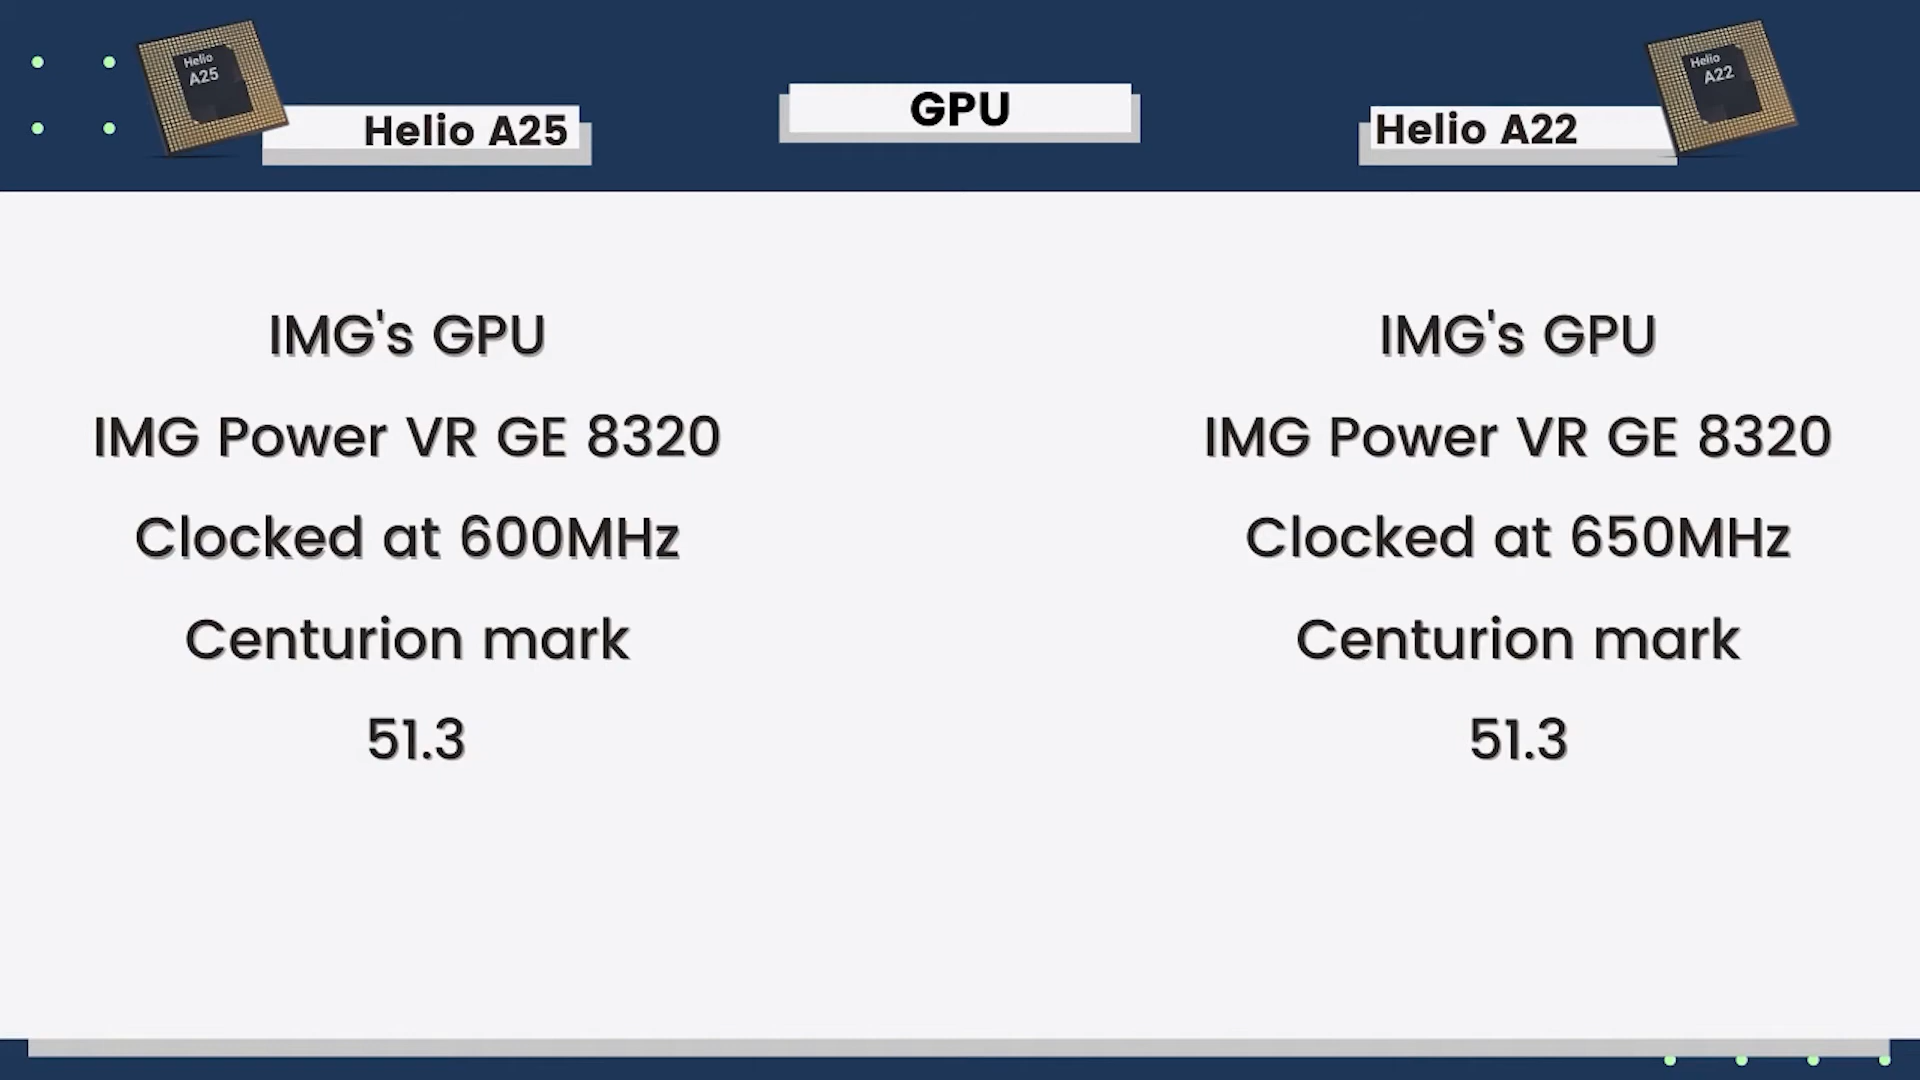 Helio
A25
Helio A25
GPU
Helio A22
Helio
A22
IMG's GPU
IMG Power VR GE 8320
Clocked at 600MHz
Centurion mark
51.3
IMG's GPU
IMG Power VR GE 8320
Clocked at 650MHz
Centurion mark
51.3